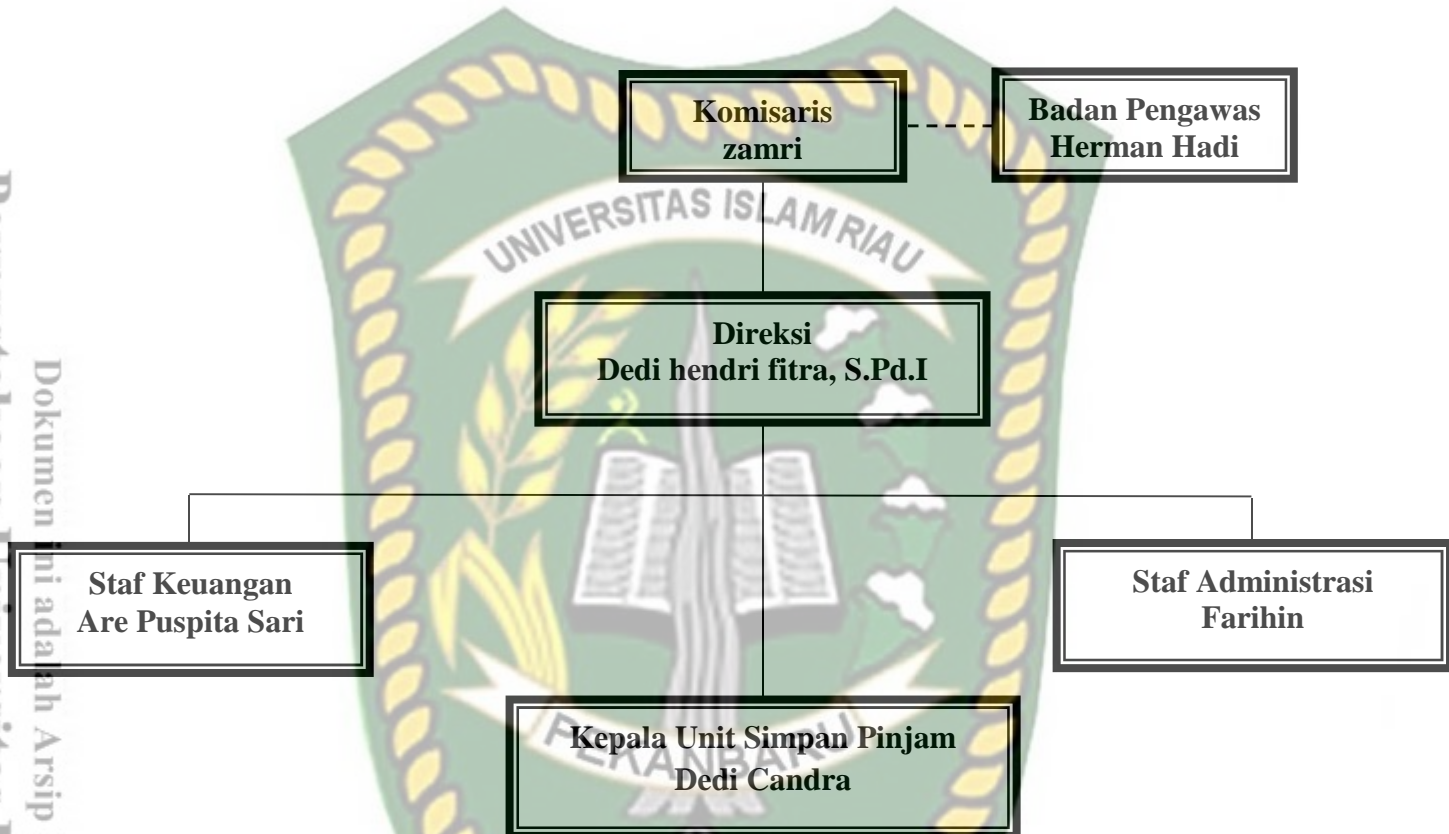 Komisaris
zamri
Badan Pengawas
Herman Hadi
UNIVERSITAS ISLAM RIAU
Direksi
Dedi hendri fitra, S.Pd.I
Staf Keuangan
Are Puspita Sari
Staf Administrasi
Farihin
Kepala Unit Simpan Pinjam
Dedi Candra
PEKANBARU
Dokumen ini adalah Arsip